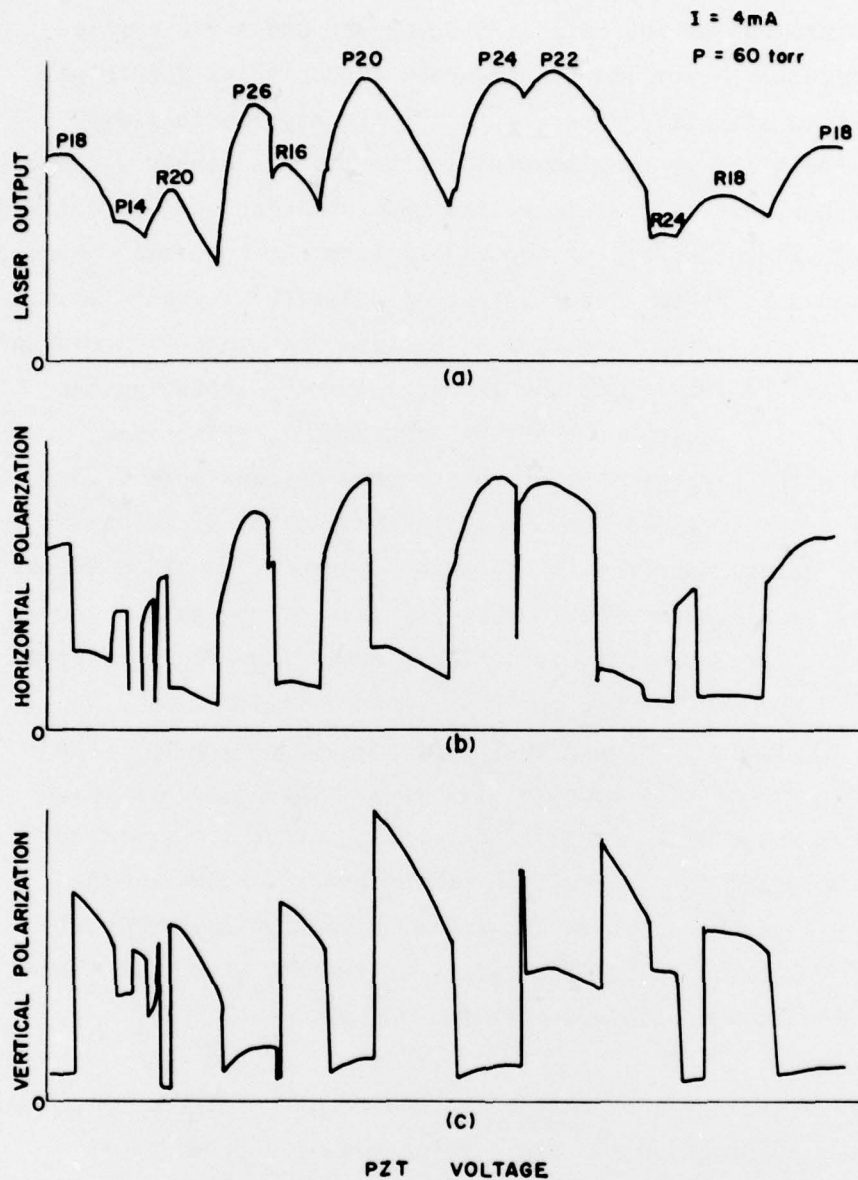 I = 4mA
P = 60 torr
LASER OUTPUT
P18
P14
R20
P26
R16
P20
P24
P22
R24
R18
P18
0
(a)
HORIZONTAL POLARIZATION
0
(b)
VERTICAL POLARIZATION
0
(c)
PZT VOLTAGE